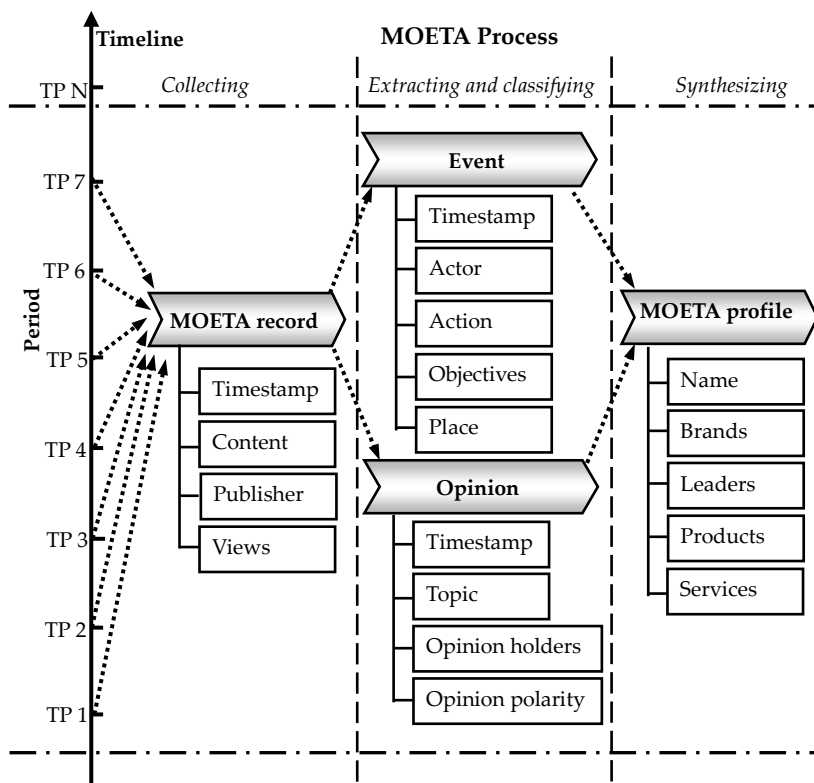 Timeline
MOETA Process
Collecting
Extracting and classifying
Synthesizing
TP N
TP 7
TP 6
TP 5
TP 4
TP 3
TP 2
TP 1
Period
MOETA record
Timestamp
Content
Publisher
Views
Event
Timestamp
Actor
Action
Objectives
Place
Opinion
Timestamp
Topic
Opinion holders
Opinion polarity
MOETA profile
Name
Brands
Leaders
Products
Services